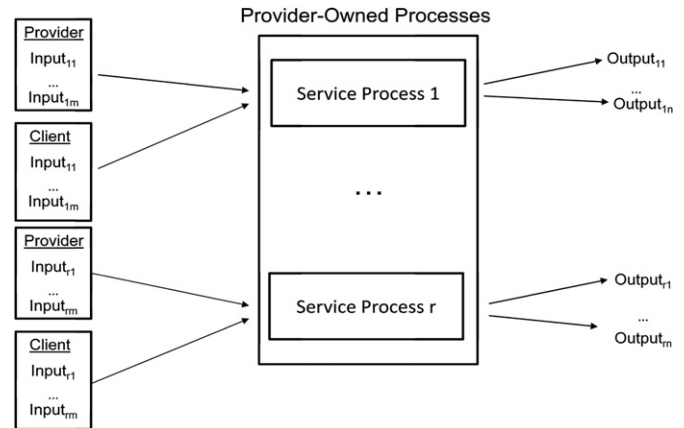 Provider-Owned Processes
Provider
Input₁₁
...
Input₁ₘ
Client
Input₁₁
...
Input₁ₘ
Provider
Inputᵣ₁
...
Inputᵣₘ
Client
Inputᵣ₁
...
Inputᵣₘ
Service Process 1
...
Service Process r
Output₁₁
...
Output₁ₙ
Outputᵣ₁
...
Outputᵣₙ